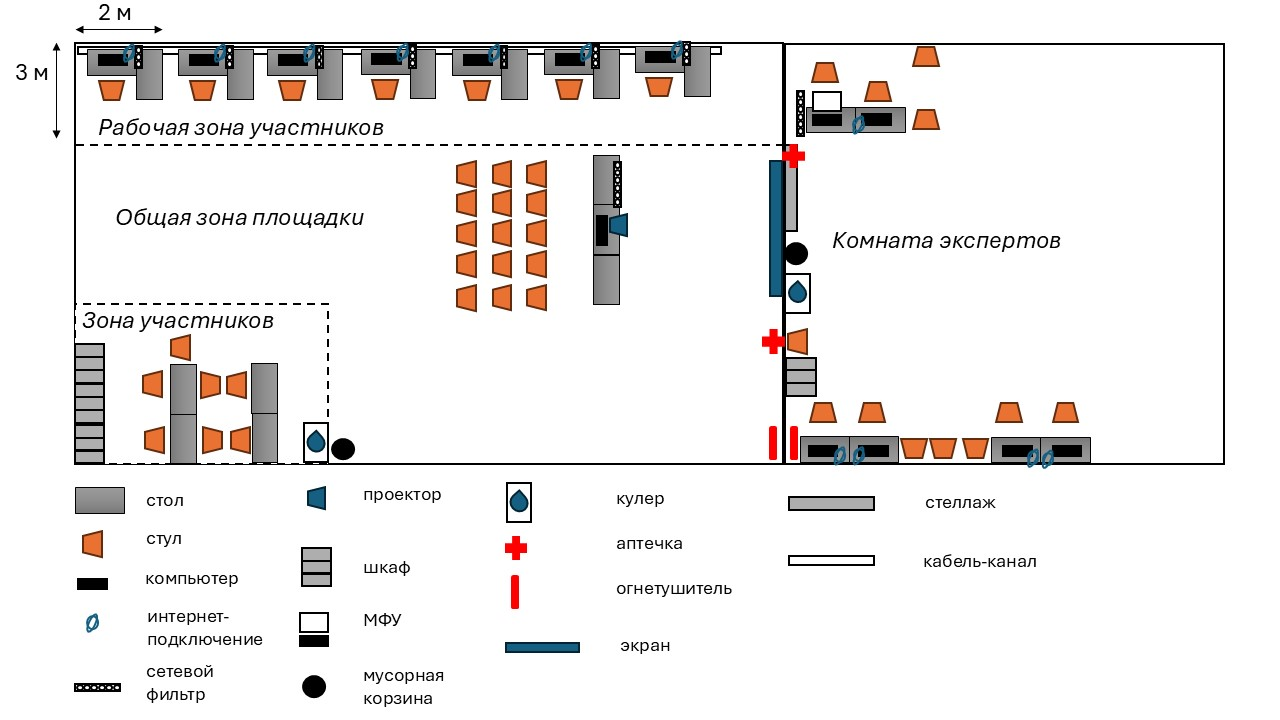 2 м
3 м
Рабочая зона участников
Общая зона площадки
Комната экспертов
Зона участников
стол
стул
компьютер
интернет-
подключение
сетевой
фильтр
проектор
шкаф
МФУ
мусорная
корзина
кулер
аптечка
огнетушитель
экран
стеллаж
кабель-канал